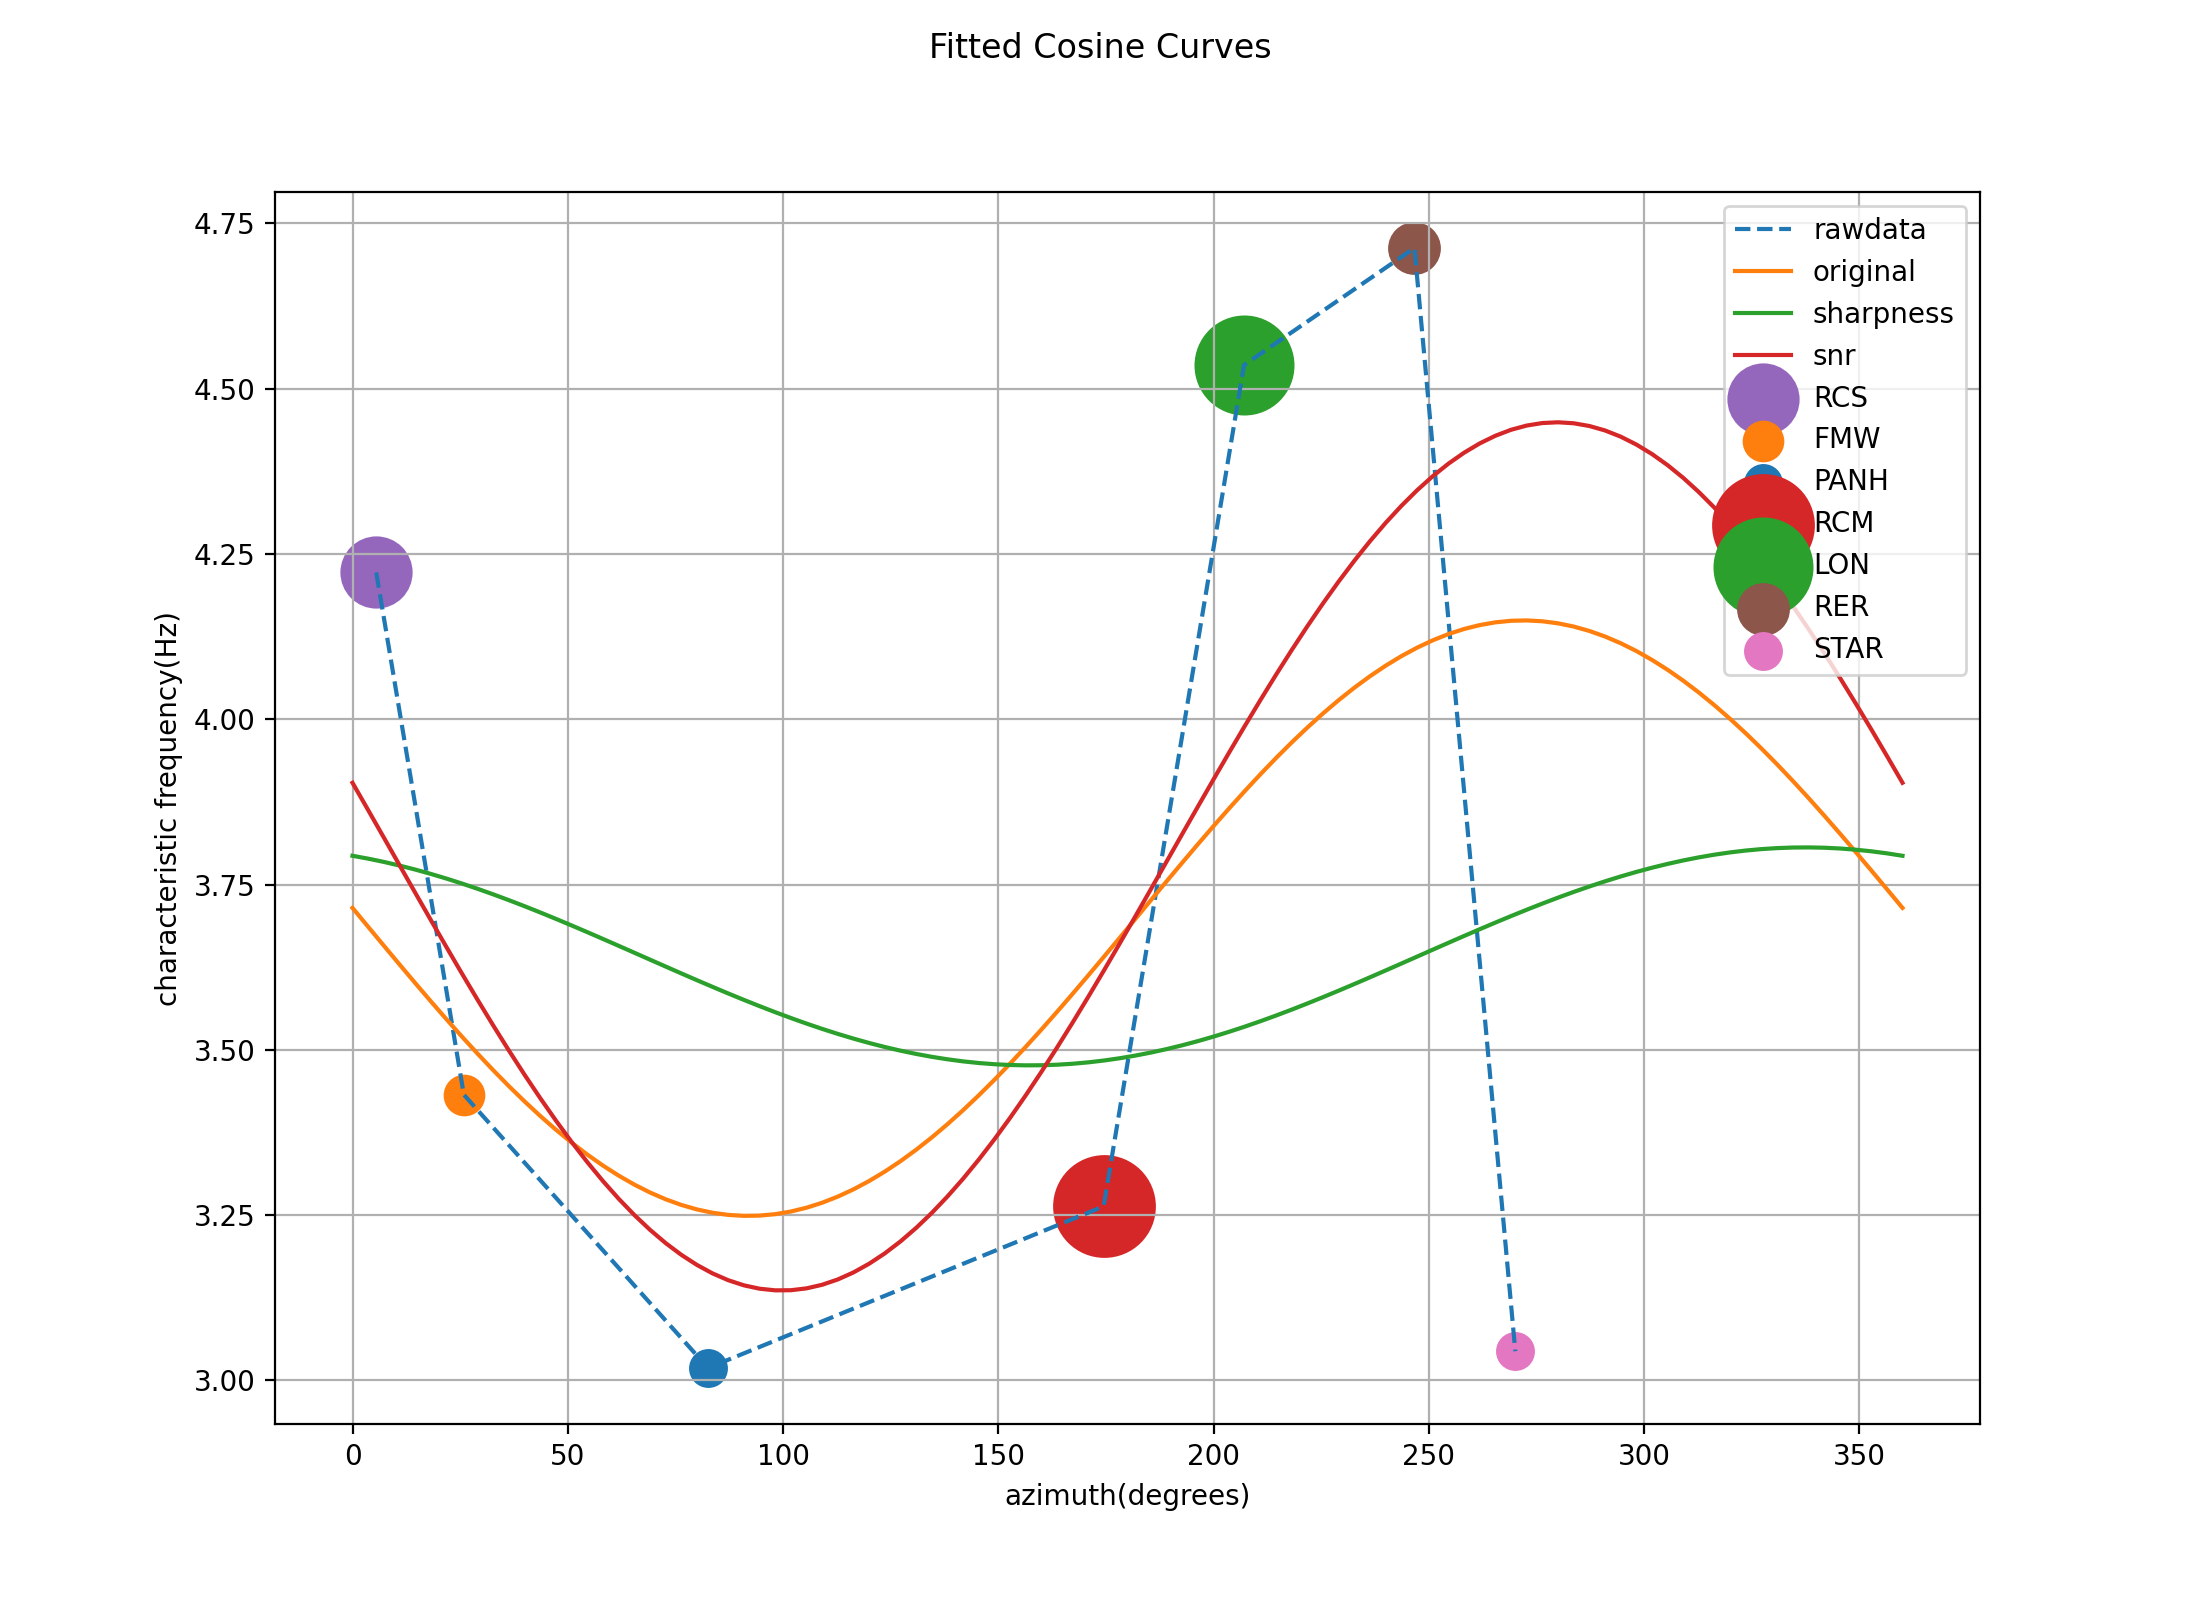 Fitted Cosine Curves
4.75
4.50
4.25
4.00
3.75
3.50
3.25
3.00
characteristic frequency(Hz)
rawdata
original
sharpness
snr
RCS
FMW
PANH
RCM
LON
RER
STAR
0 50 100 150 200 250 300 350
azimuth(degrees)